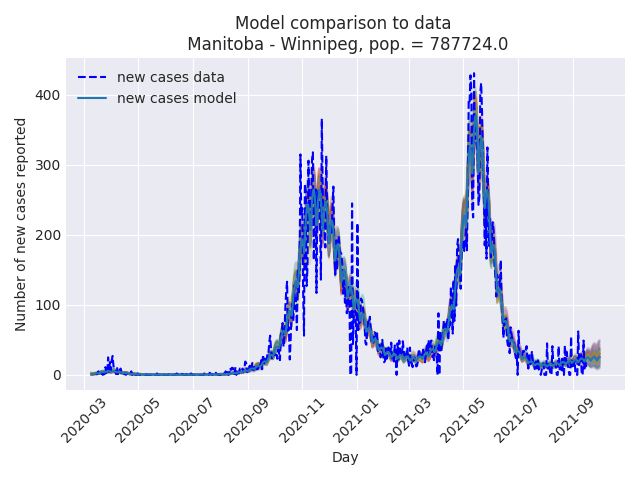 Model comparison to data
Manitoba - Winnipeg, pop. = 787724.0
new cases data
new cases model
Number of new cases reported
400
300
200
100
0
2020-03
2020-05
2020-07
2020-09
2020-11
2021-01
2021-03
2021-05
2021-07
2021-09
Day